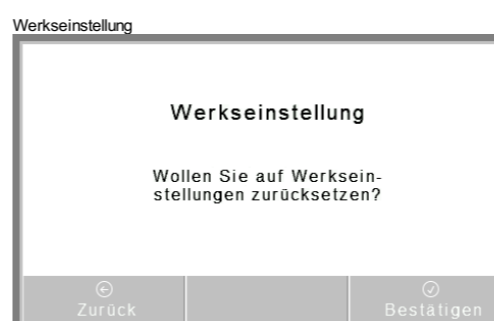 Werkseinstellung
Werkseinstellung
Wollen Sie auf Werksein-
stellungen zurücksetzen?
Zurück
Bestätigen